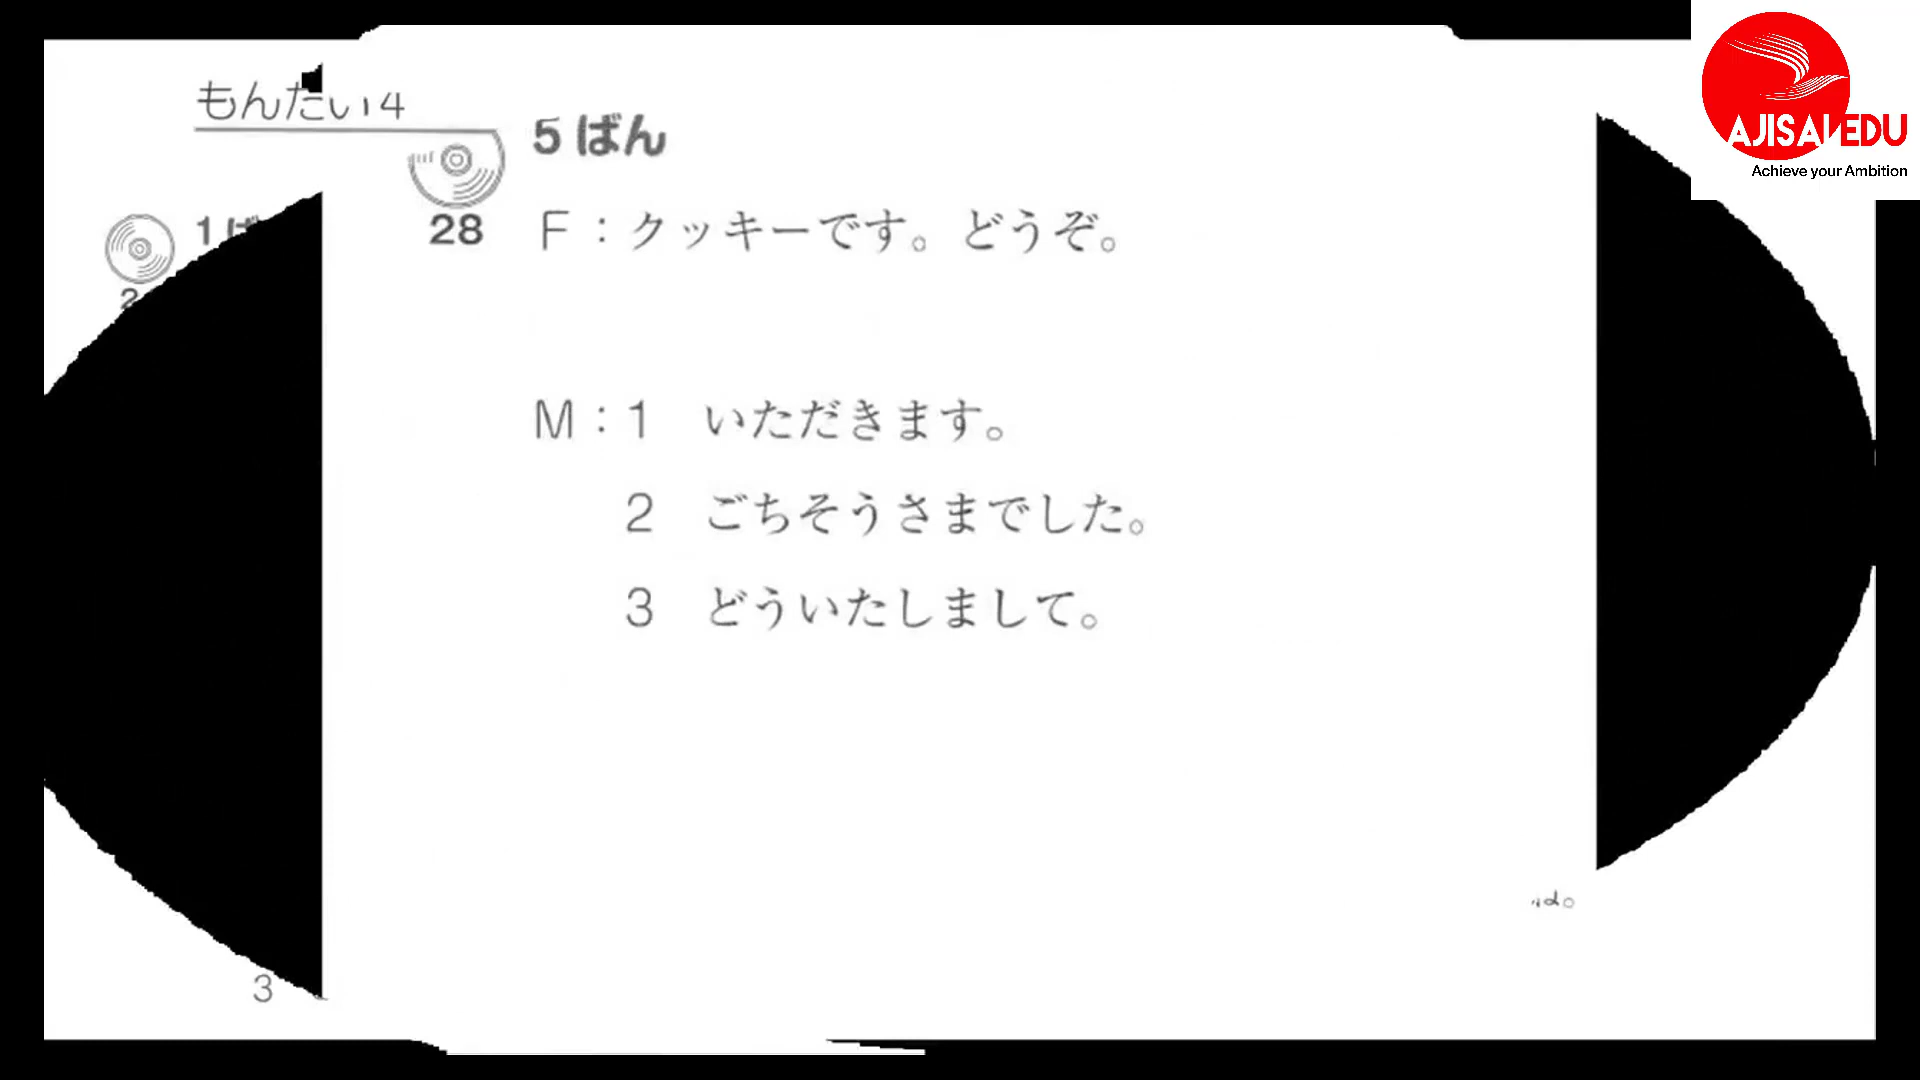 もんだい4
5ばん
28 F：クッキーです。どうぞ。
M：1 いただきます。
2 ごちそうさまでした。
3 どういたしまして。
3
AJISAI EDU
Achieve your Ambition